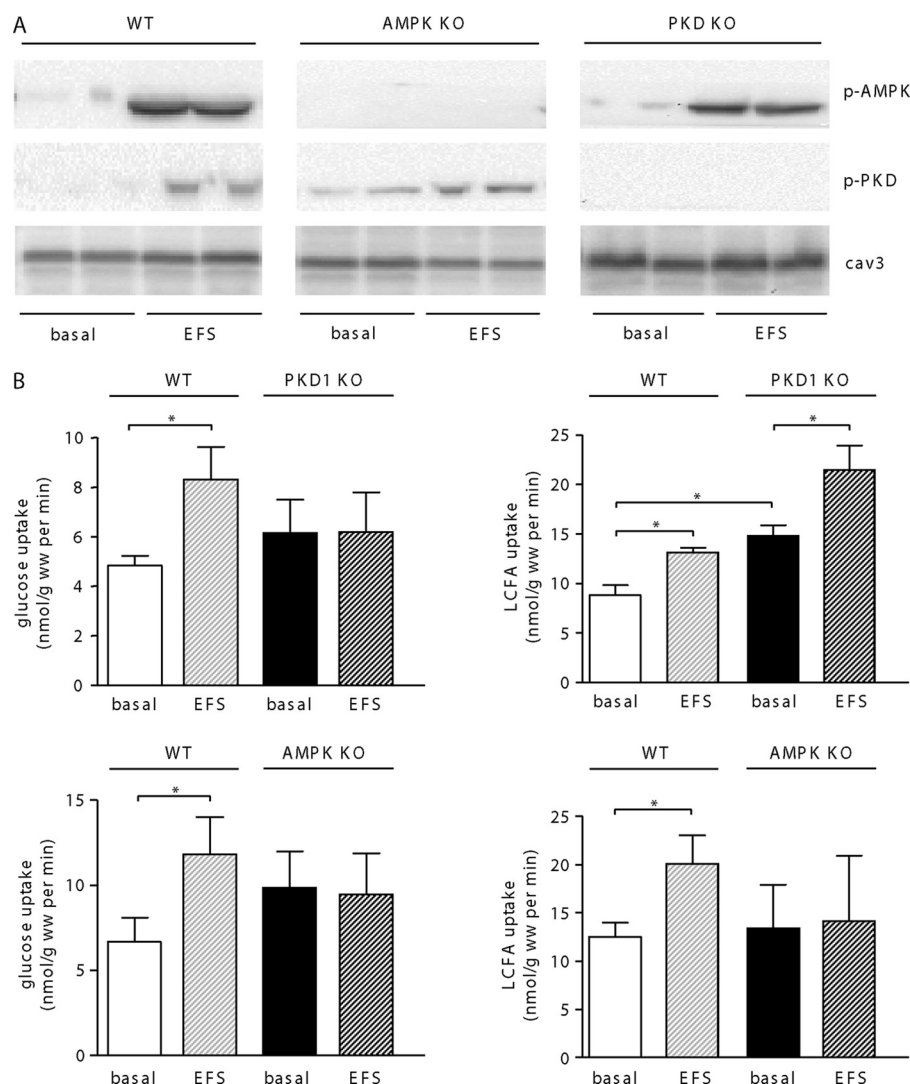 A
WT
AMPK KO
PKD KO
p-AMPK
p-PKD
cav3
basal
EFS
basal
EFS
basal
EFS
B
WT
PKD1 KO
*
10
8
6
4
2
0
glucose uptake
(nmol/g ww per min)
basal
EFS
basal
EFS
WT
PKD1 KO
*
*
*
25
20
15
10
5
0
LCFA uptake
(nmol/g ww per min)
basal
EFS
basal
EFS
WT
AMPK KO
*
15
10
5
0
glucose uptake
(nmol/g ww per min)
basal
EFS
basal
EFS
WT
AMPK KO
*
25
20
15
10
5
0
LCFA uptake
(nmol/g ww per min)
basal
EFS
basal
EFS